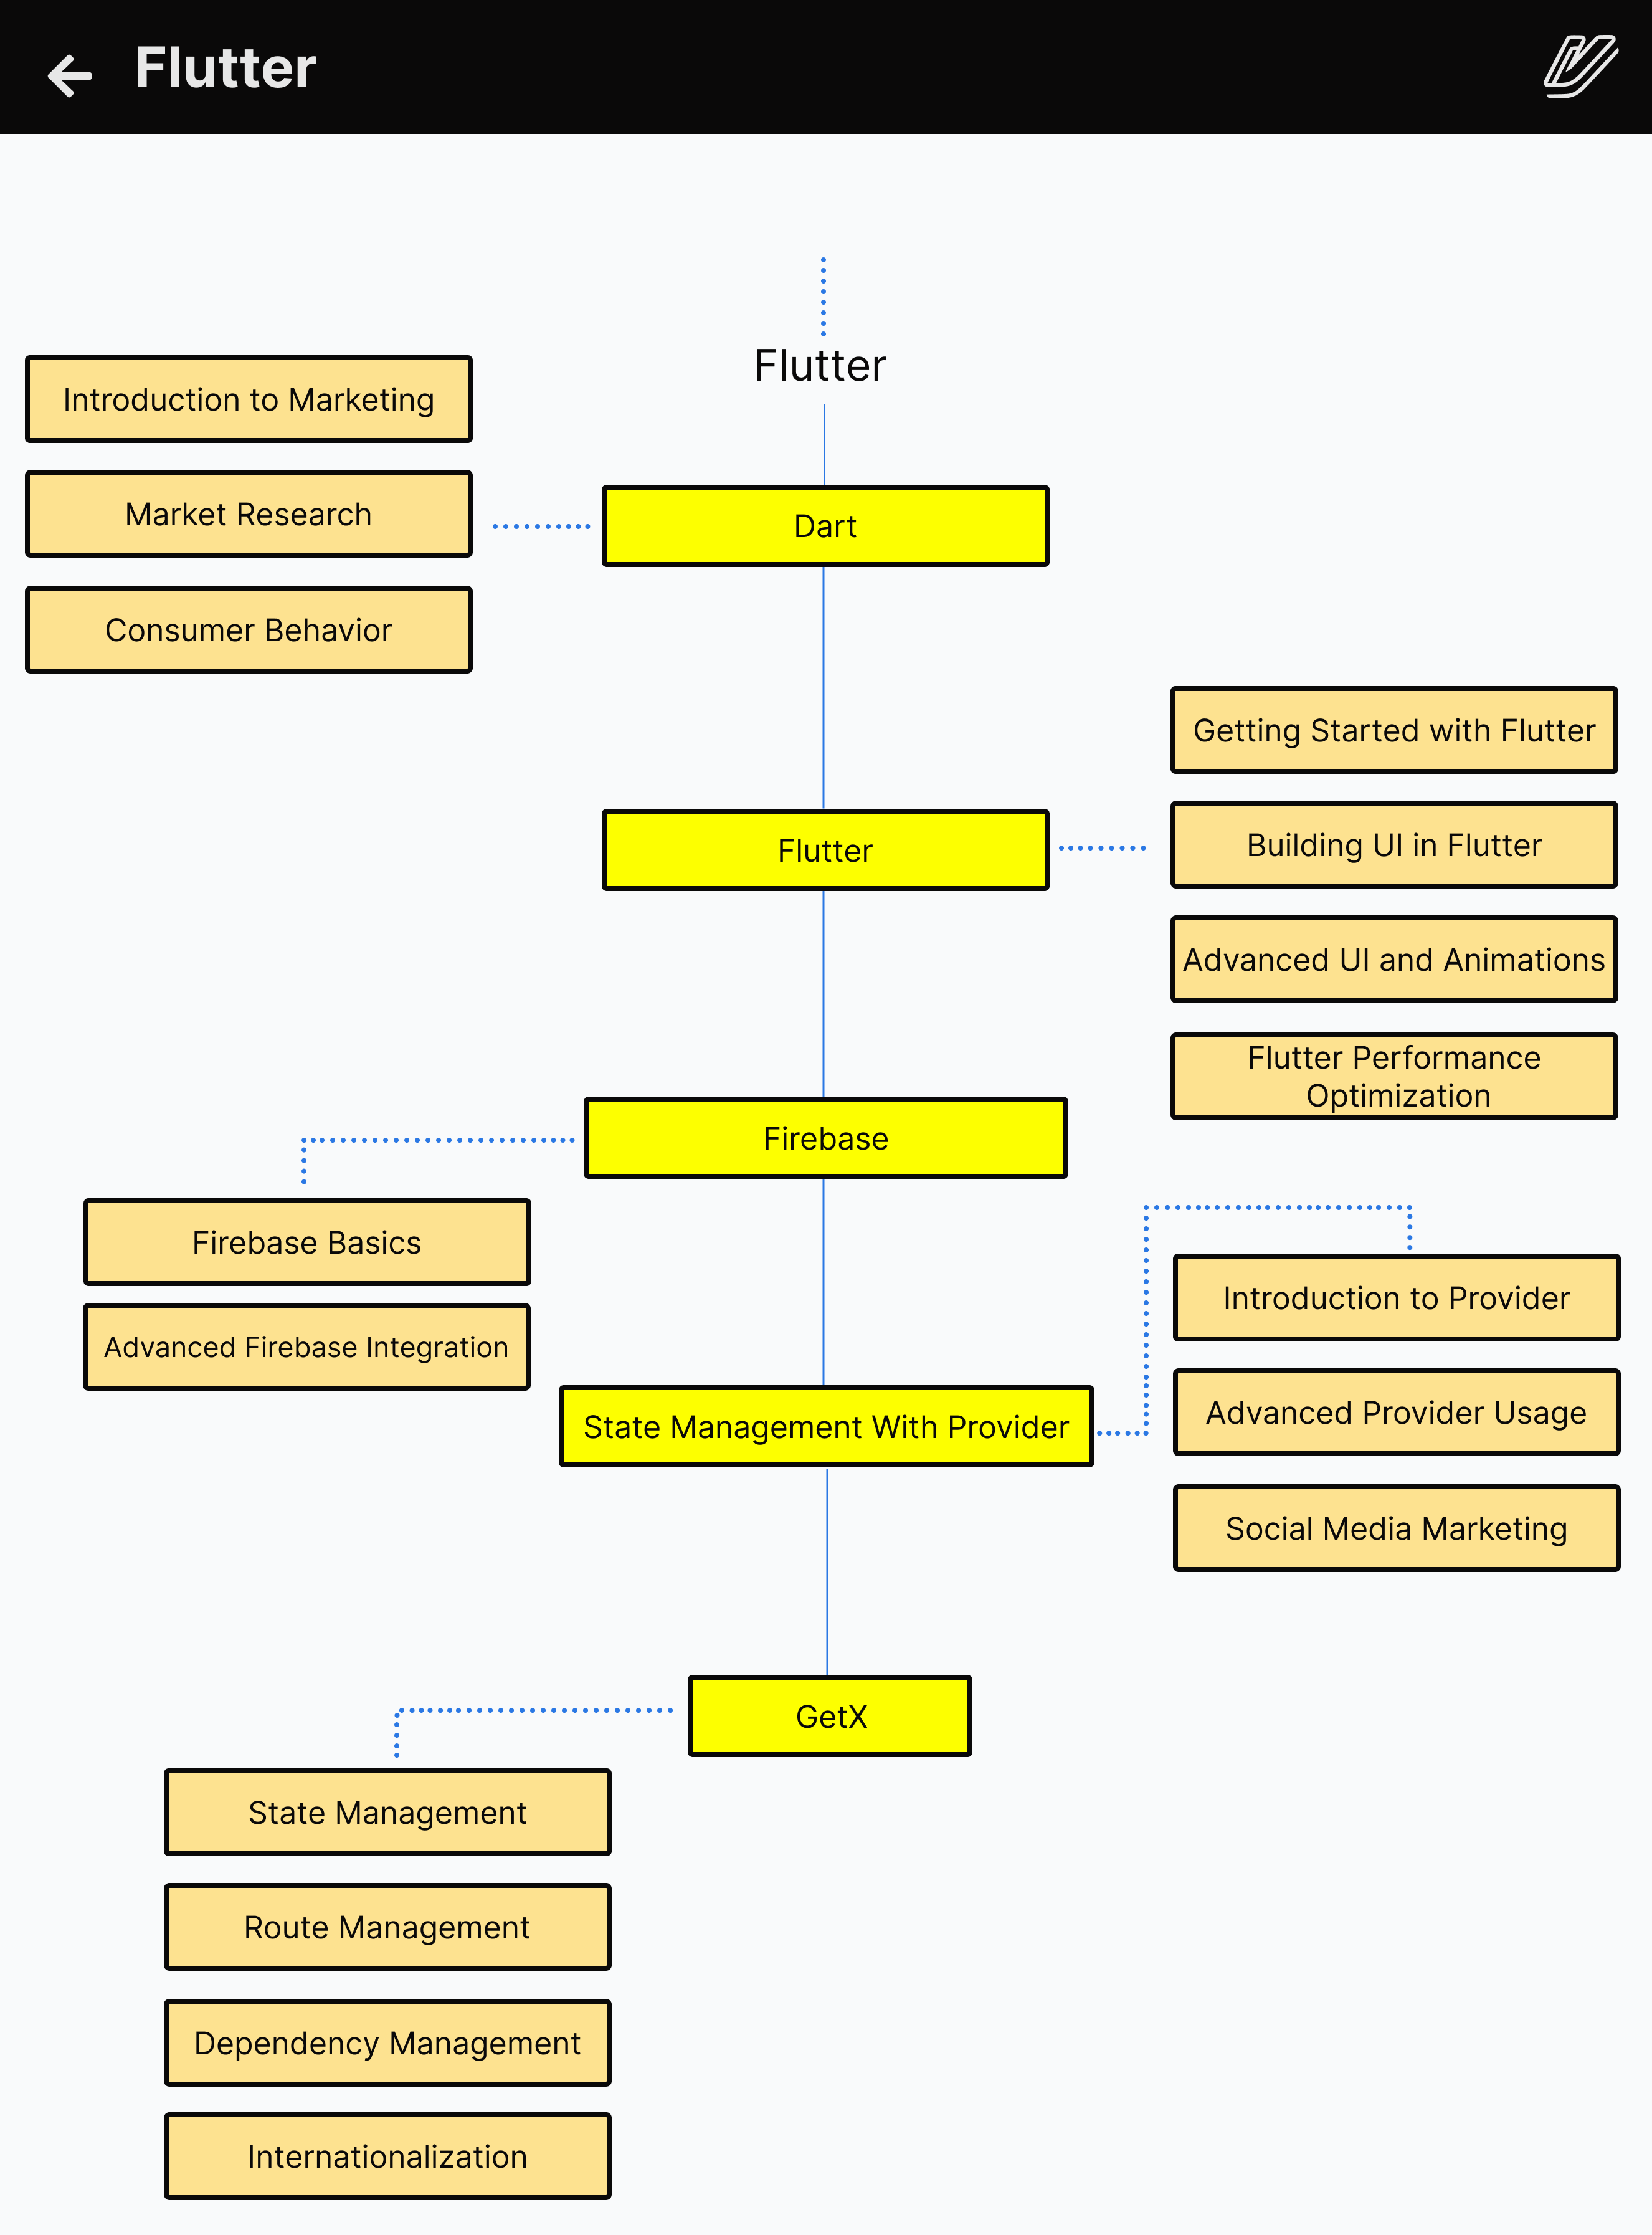 Flutter
Flutter
Introduction to Marketing
Market Research
Consumer Behavior
Dart
Getting Started with Flutter
Building UI in Flutter
Advanced UI and Animations
Flutter Performance
Optimization
Flutter
Firebase
Firebase Basics
Advanced Firebase Integration
Introduction to Provider
Advanced Provider Usage
Social Media Marketing
State Management With Provider
GetX
State Management
Route Management
Dependency Management
Internationalization